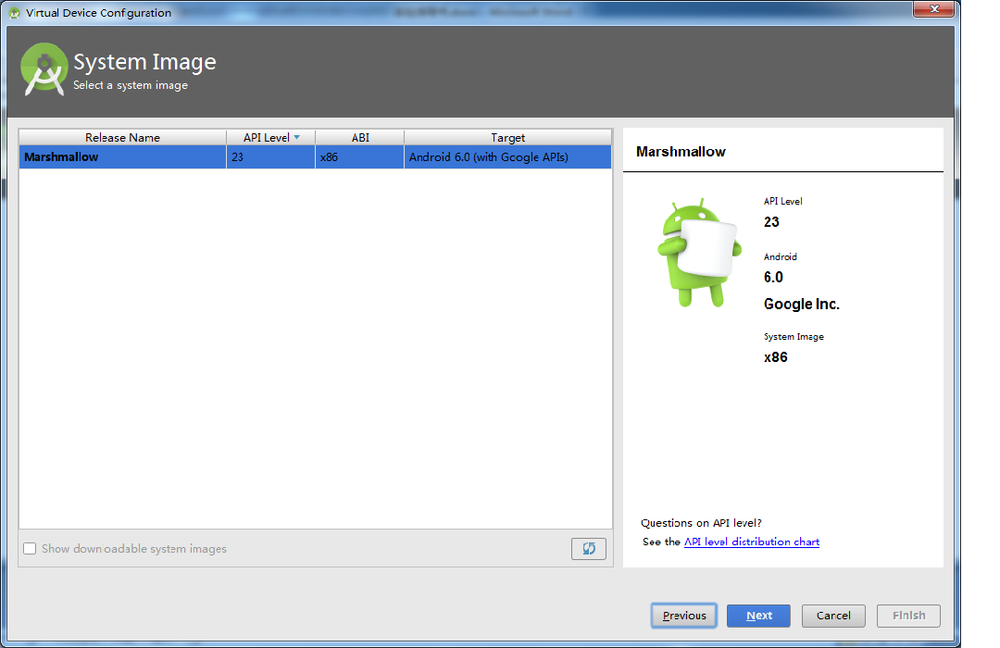 Virtual Device Configuration
System Image
Select a system image
Release Name API Level ABI Target
Marshmallow 23 x86 Android 6.0 (with Google APIs)
Show downloadable system images
Marshmallow
API Level
23
Android
6.0
Google Inc.
System Image
x86
Questions on API level?
See the API level distribution chart
Previous Next Cancel Finish